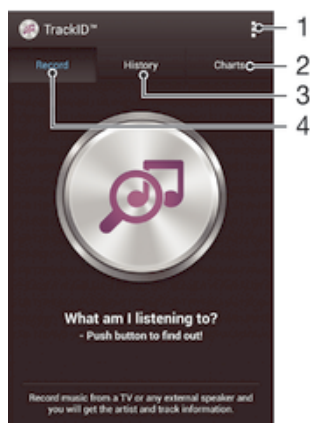 TrackID™
1
Record
History
Charts
2
3
4
What am I listening to?
- Push button to find out!
Record music from a TV or any external speaker and
you will get the artist and track information.